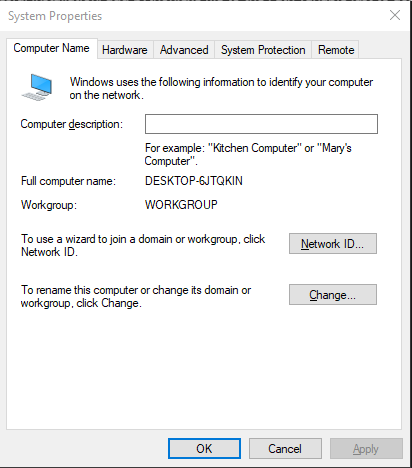 System Properties
Computer Name
Hardware
Advanced
System Protection
Remote
Windows uses the following information to identify your computer
on the network.
Computer description:
For example: "Kitchen Computer" or "Mary's
Computer".
Full computer name:
DESKTOP-6JTQKIN
Workgroup:
WORKGROUP
To use a wizard to join a domain or workgroup, click
Network ID.
Network ID...
To rename this computer or change its domain or
workgroup, click Change.
Change...
OK
Cancel
Apply